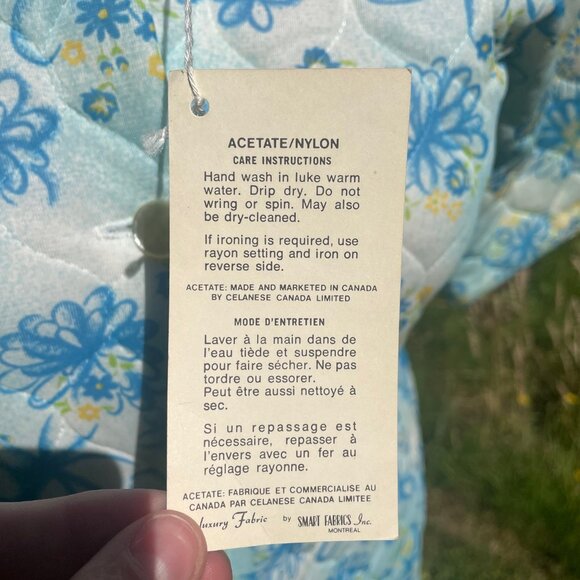 ACETATE/NYLON
CARE INSTRUCTIONS
Hand wash in luke warm
water. Drip dry. Do not
wring or spin. May also
be dry-cleaned.
If ironing is required, use
rayon setting and iron on
reverse side.
ACETATE: MADE AND MARKETED IN CANADA
BY CELANESE CANADA LIMITED
MODE D'ENTRETIEN
Laver à la main dans de
l'eau tiède et suspendre
pour faire sécher. Ne pas
tordre ou essorer.
Peut être aussi nettoyé à
sec.
Si un repassage est
nécessaire, repasser à
l'envers avec un fer au
réglage rayonne.
ACETATE: FABRIQUE ET COMMERCIALISE AU
CANADA PAR CELANESE CANADA LIMITEE
Luxury Fabric by SMART FABRICS Inc.
MONTREAL